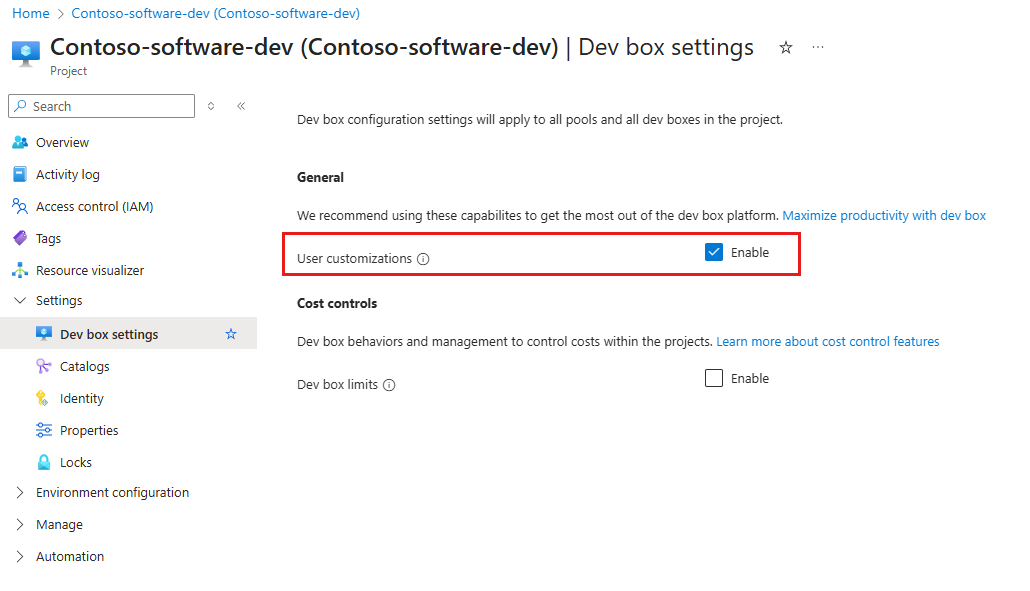 Home > Contoso-software-dev (Contoso-software-dev)
Contoso-software-dev (Contoso-software-dev) | Dev box settings
Project
Search
Overview
Activity log
Access control (IAM)
Tags
Resource visualizer
Settings
Dev box settings
Catalogs
Identity
Properties
Locks
Environment configuration
Manage
Automation
Dev box configuration settings will apply to all pools and all dev boxes in the project.
General
We recommend using these capabilites to get the most out of the dev box platform. Maximize productivity with dev box
User customizations Enable
Cost controls
Dev box behaviors and management to control costs within the projects. Learn more about cost control features
Dev box limits Enable